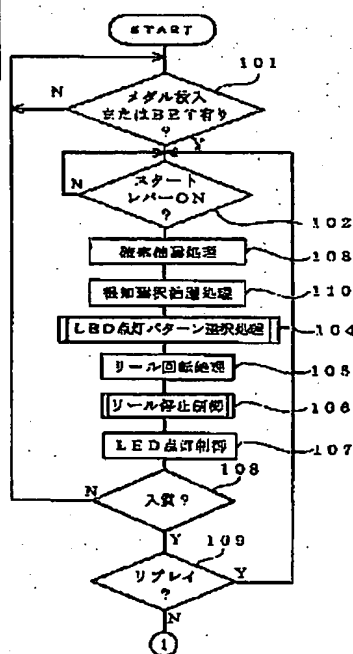 START
101
N
メダル投入
またはBET有り
?
Y
スタート
N
レバーON
?
102
確率抽選処理
103
報知選択抽選処理
110
LED点灯パターン選択処理
104
リール回転処理
105
リール停止制御
106
LED点灯制御
107
108
N
入賞?
Y
109
リプレイ
Y
?
N
1